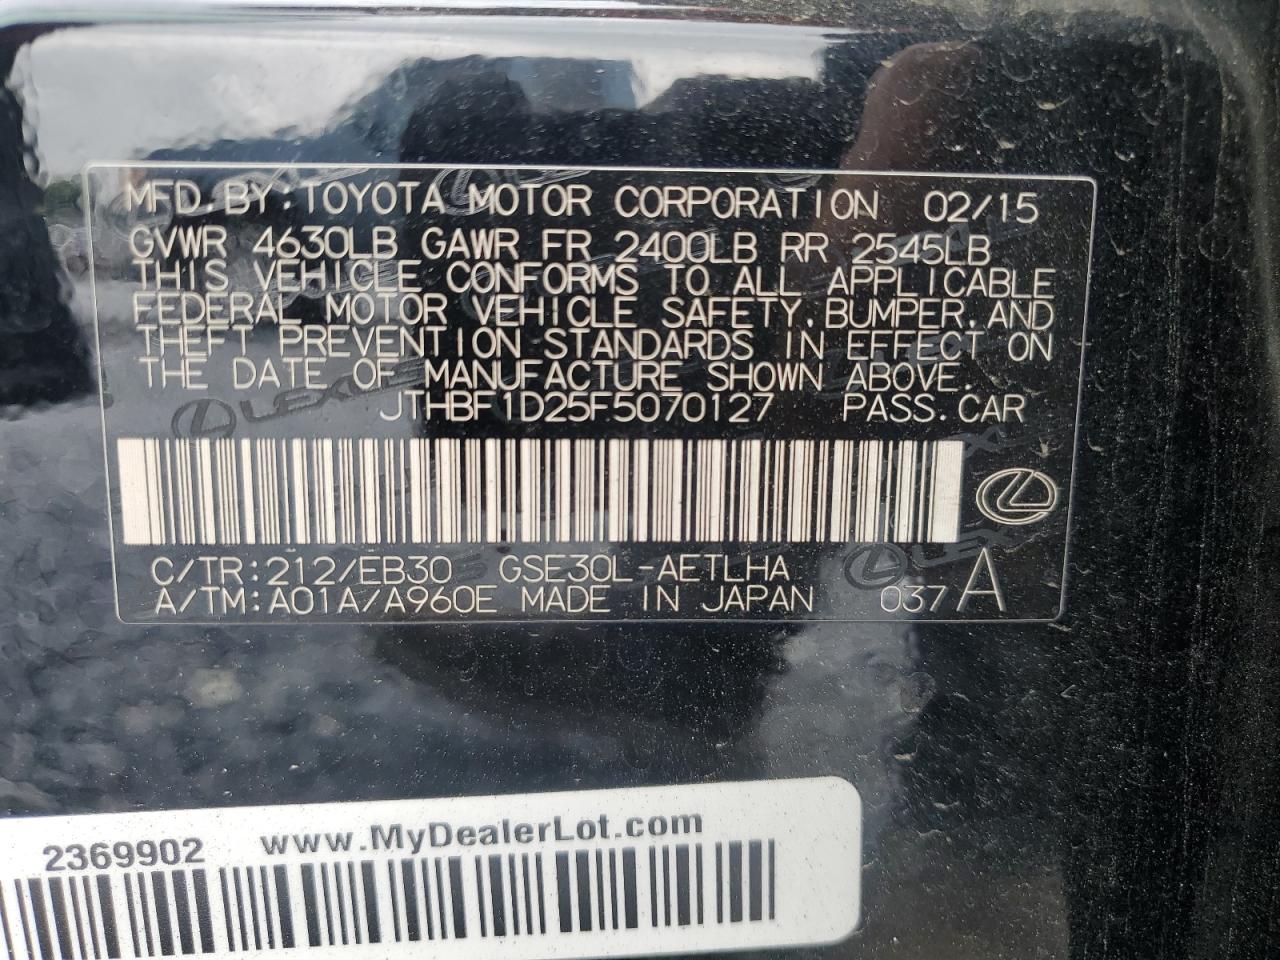 MFD. BY: TOYOTA MOTOR CORPORATION 02/15
GVWR 4630LB GAWR FR 2400LB RR 2545LB
THIS VEHICLE CONFORMS TO ALL APPLICABLE
FEDERAL MOTOR VEHICLE SAFETY, BUMPER, AND
THEFT PREVENTION STANDARDS IN EFFECT ON
THE DATE OF MANUFACTURE SHOWN ABOVE.
JTHBF1D25F5070127 PASS. CAR
C/TR: 212/EB30 GSE30L-AETLHA
A/TM: A01A/A960E MADE IN JAPAN 037 A
LEXUS
2369902 www.MyDealerLot.com